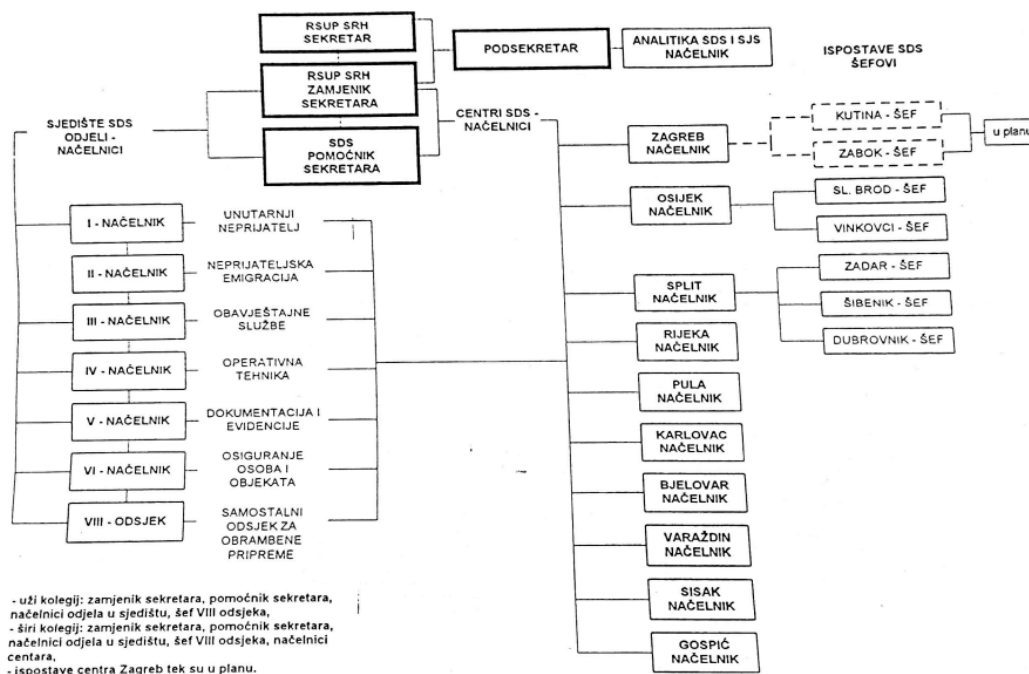 RSUP SRH
SEKRETAR
PODSEKRETAR
ANALITIKA SDS I SJS
NAČELNIK
ISPOSTAVE SDS
ŠEFOVI
RSUP SRH
ZAMJENIK
SEKRETARA
SJEDIŠTE SDS
ODJELI -
NAČELNICI
CENTRI SDS -
NAČELNICI
SDS
POMOĆNIK
SEKRETARA
I - NAČELNIK
UNUTARNJI
NEPRIJATELJ
II - NAČELNIK
NEPRIJATELJSKA
EMIGRACIJA
III - NAČELNIK
OBAVJEŠTAJNE
SLUŽBE
IV - NAČELNIK
OPERATIVNA
TEHNIKA
V - NAČELNIK
DOKUMENTACIJA I
EVIDENCIJE
VI - NAČELNIK
OSIGURANJE
OSOBA I
OBJEKATA
VIII - ODSJEK
SAMOSTALNI
ODSJEK ZA
OBRAMBENE
PRIPREME
ZAGREB
NAČELNIK
KUTINA - ŠEF
ZABOK - ŠEF
u planu
OSIJEK
NAČELNIK
SL. BROD - ŠEF
VINKOVCI - ŠEF
SPLIT
NAČELNIK
ZADAR - ŠEF
ŠIBENIK - ŠEF
DUBROVNIK - ŠEF
RIJEKA
NAČELNIK
PULA
NAČELNIK
KARLOVAC
NAČELNIK
BJELOVAR
NAČELNIK
VARAŽDIN
NAČELNIK
SISAK
NAČELNIK
GOSPIĆ
NAČELNIK
- uži kolegij: zamjenik sekretara, pomoćnik sekretara,
načelnici odjela u sjedištu, šef VIII odsjeka,
- širi kolegij: zamjenik sekretara, pomoćnik sekretara,
načelnici odjela u sjedištu, šef VIII odsjeka, načelnici
centara,
- ispostave centra Zagreb tek su u planu.